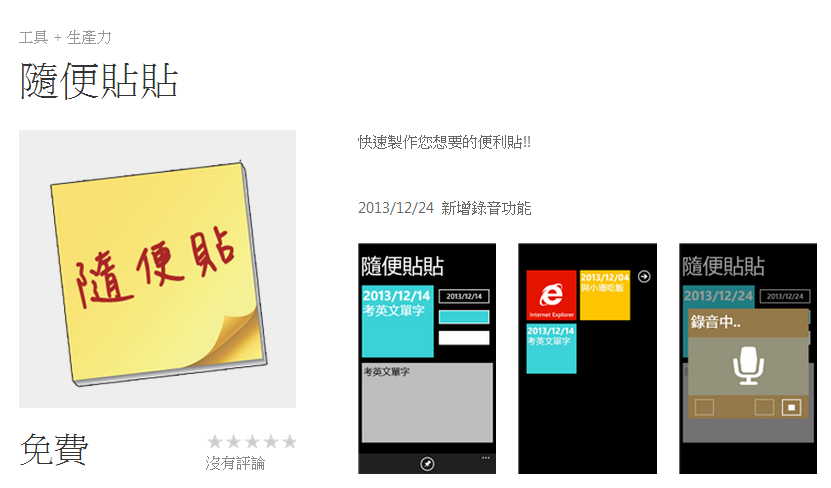 工具 + 生產力
隨便貼貼
隨便貼
免費
沒有評論
快速製作您想要的便利貼!!
2013/12/24 新增錄音功能
隨便貼貼
2013/12/14
考英文單字
2013/12/14
考英文單字
Internet Explorer
2013/12/04
與小珊吃飯
2013/12/14
考英文單字
隨便貼貼
2013/12/24
2013/12/24
錄音中..